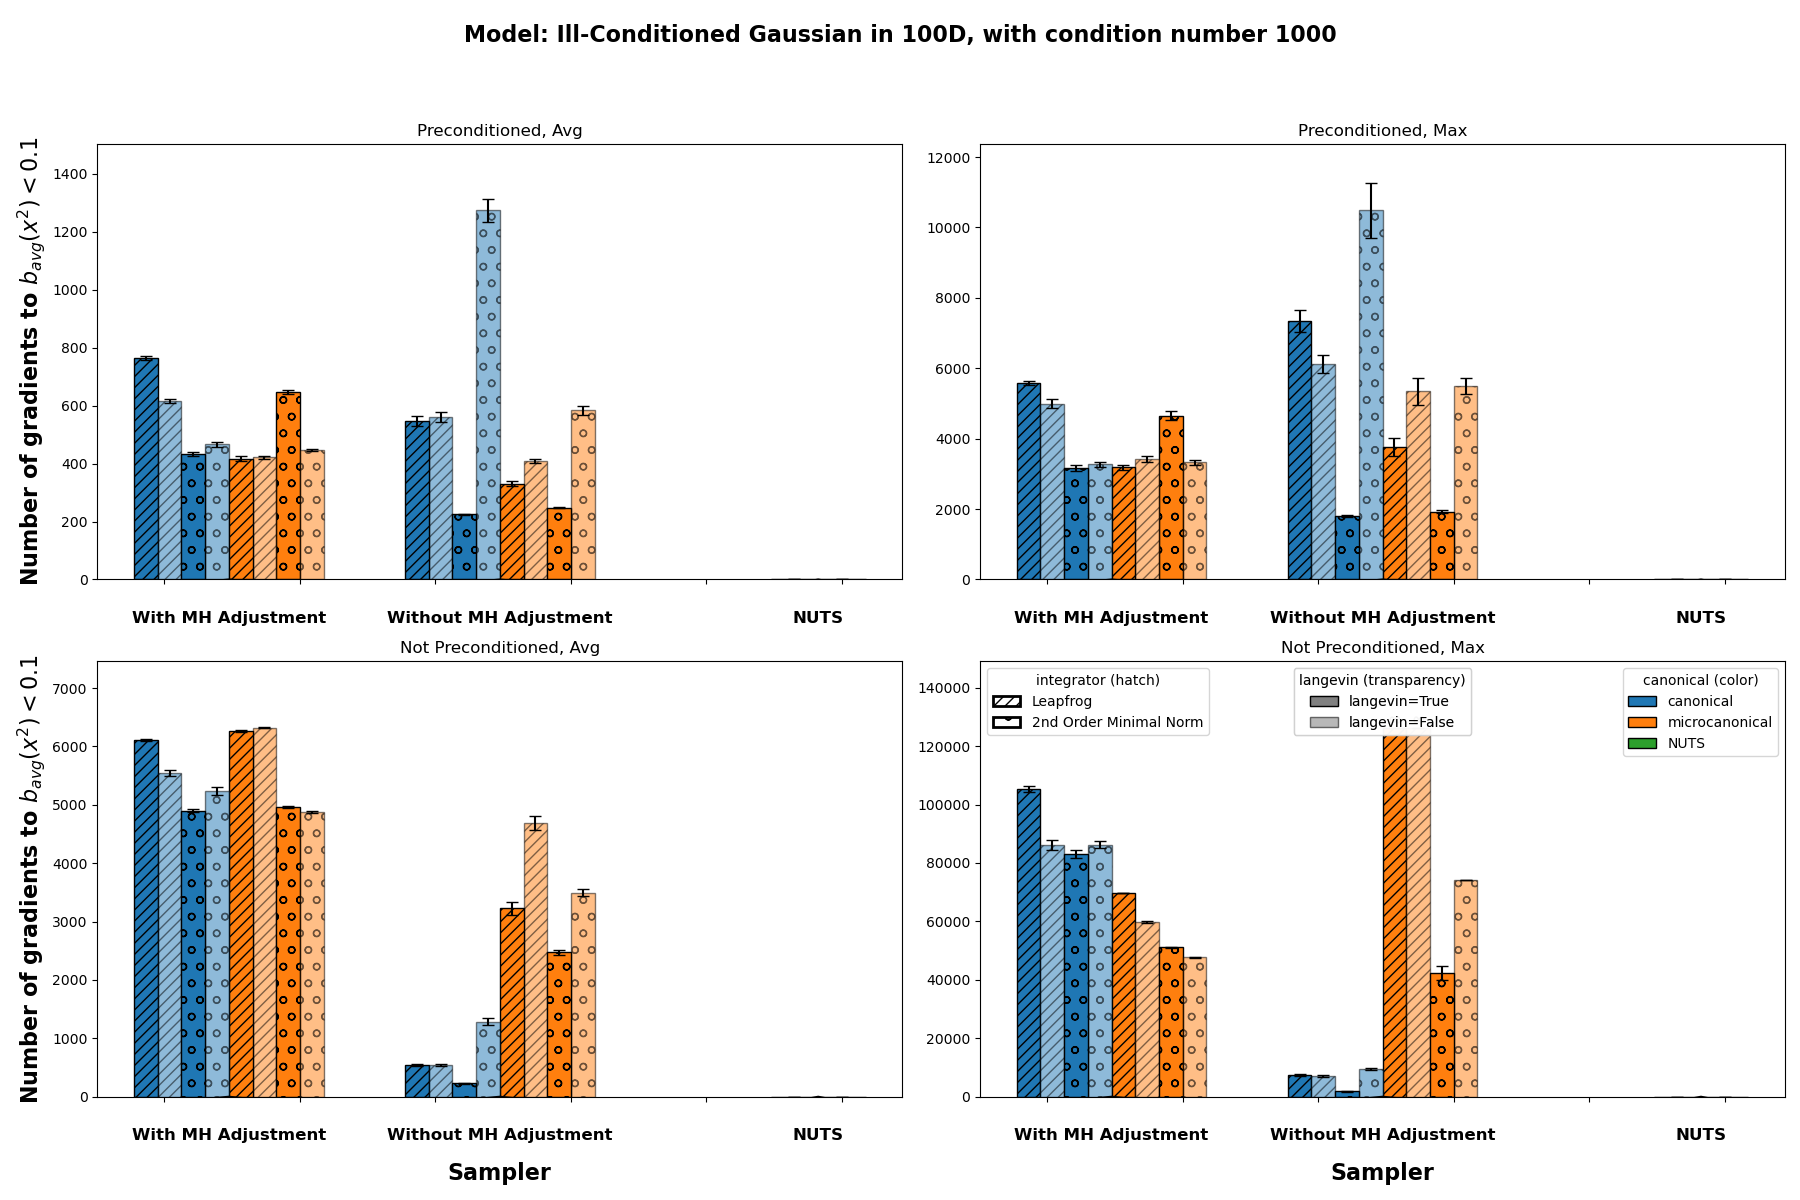 Model: Ill-Conditioned Gaussian in 100D, with condition number 1000
Preconditioned, Avg
Number of gradients to b_avg(x²) < 0.1
1400
1200
1000
800
600
400
200
0
With MH Adjustment
Without MH Adjustment
NUTS
Preconditioned, Max
12000
10000
8000
6000
4000
2000
0
With MH Adjustment
Without MH Adjustment
NUTS
Not Preconditioned, Avg
Number of gradients to b_avg(x²) < 0.1
7000
6000
5000
4000
3000
2000
1000
0
With MH Adjustment
Without MH Adjustment
NUTS
Sampler
Not Preconditioned, Max
140000
120000
100000
80000
60000
40000
20000
0
integrator (hatch)
Leapfrog
2nd Order Minimal Norm
langevin (transparency)
langevin=True
langevin=False
canonical (color)
canonical
microcanonical
NUTS
With MH Adjustment
Without MH Adjustment
NUTS
Sampler